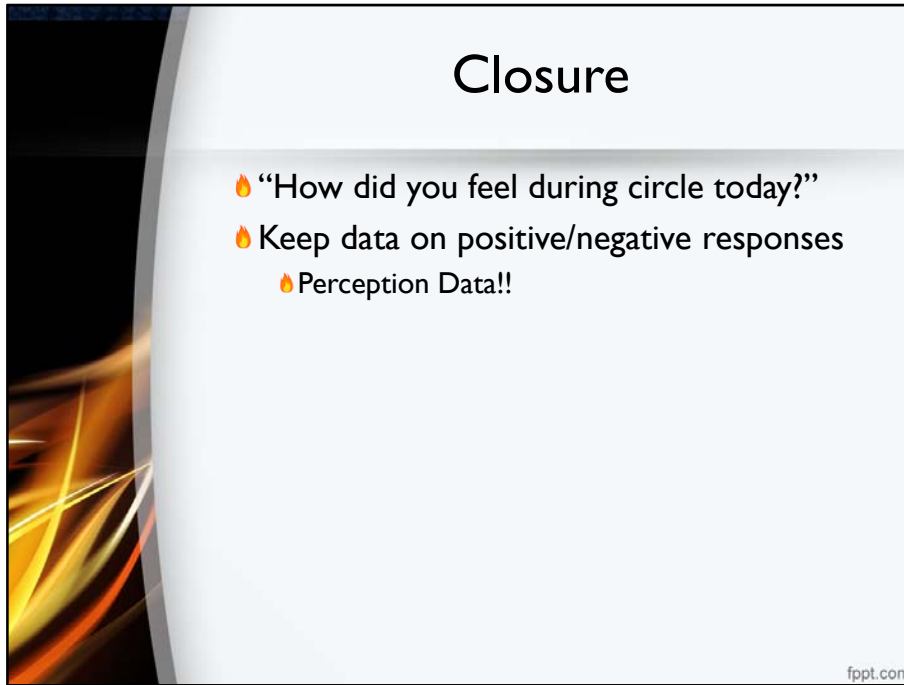 Closure
“How did you feel during circle today?”
Keep data on positive/negative responses
Perception Data!!
fppt.com